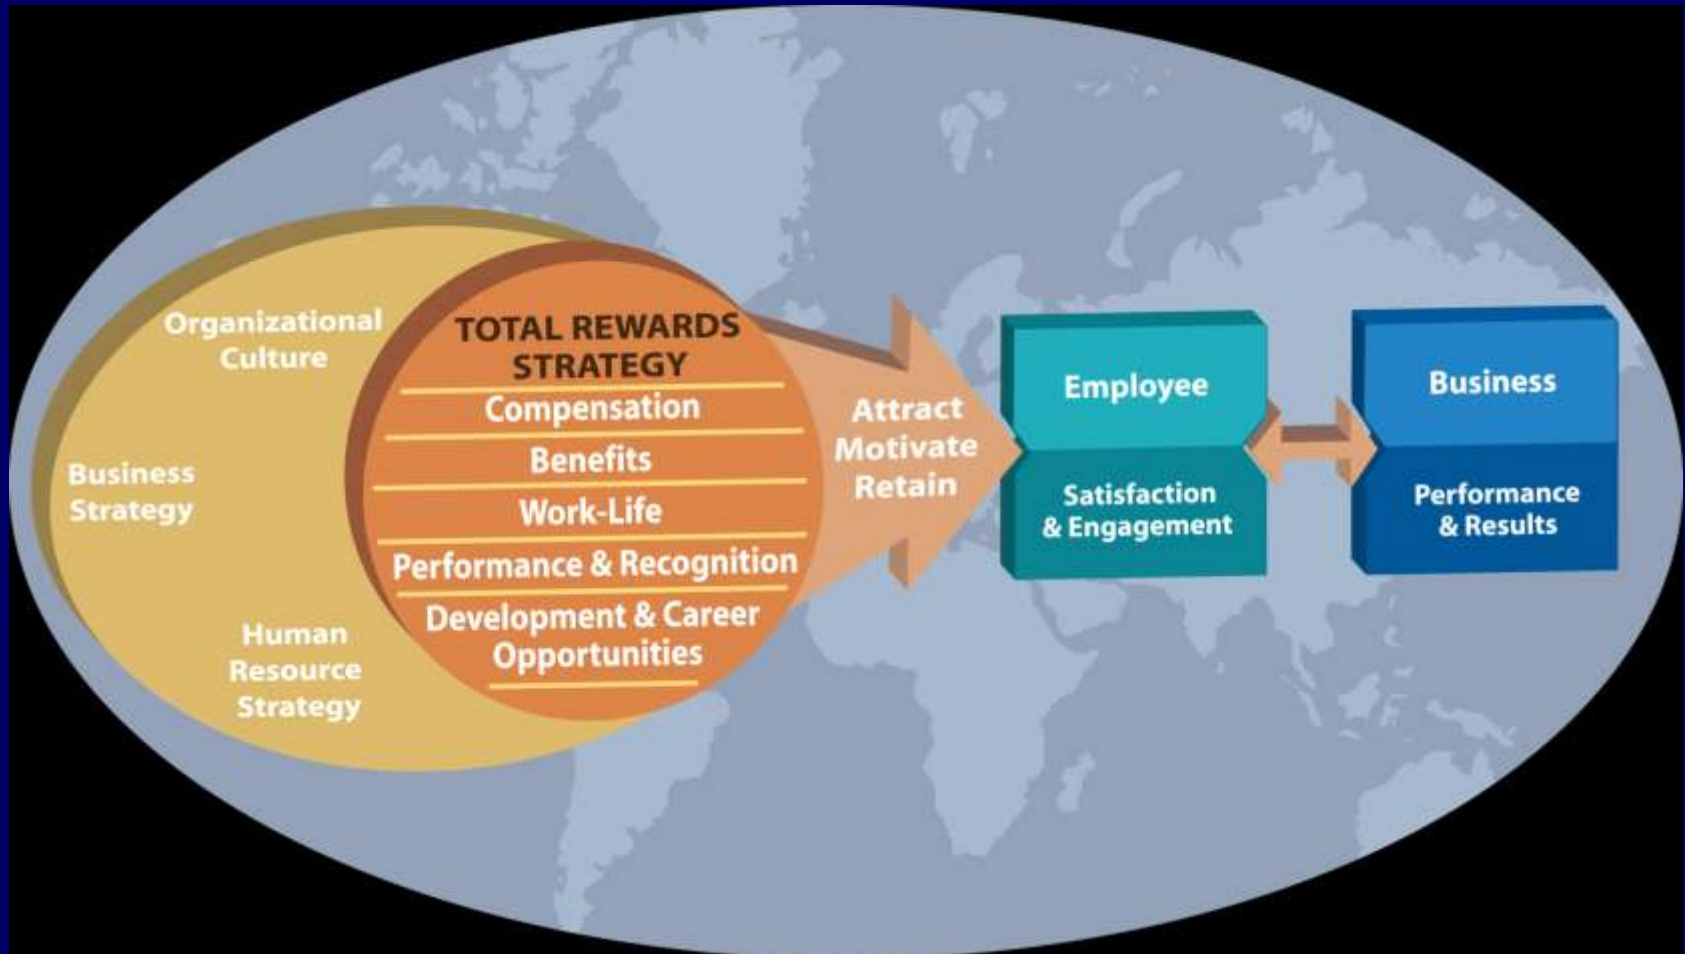 Organizational
Culture
Business
Strategy
Human
Resource
Strategy
TOTAL REWARDS
STRATEGY
Compensation
Benefits
Work-Life
Performance & Recognition
Development & Career
Opportunities
Attract
Motivate
Retain
Employee
Satisfaction
& Engagement
Business
Performance
& Results